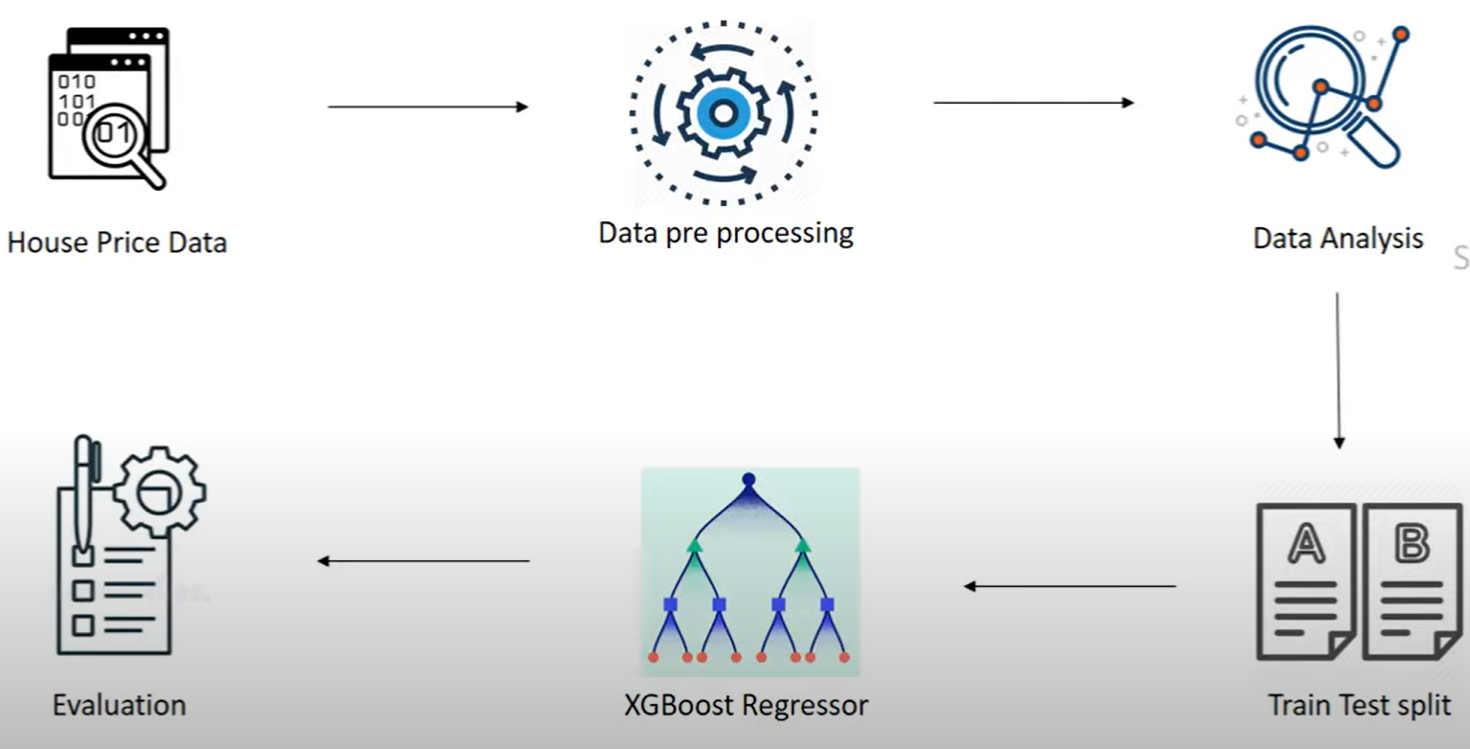 010
101
00
01
House Price Data
Data pre processing
Data Analysis
S
A
B
Evaluation
XGBoost Regressor
Train Test split